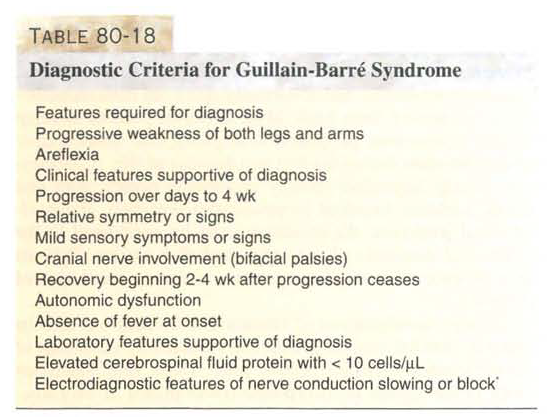 TABLE 80-18
Diagnostic Criteria for Guillain-Barré Syndrome
Features required for diagnosis
Progressive weakness of both legs and arms
Areflexia
Clinical features supportive of diagnosis
Progression over days to 4 wk
Relative symmetry or signs
Mild sensory symptoms or signs
Cranial nerve involvement (bifacial palsies)
Recovery beginning 2-4 wk after progression ceases
Autonomic dysfunction
Absence of fever at onset
Laboratory features supportive of diagnosis
Elevated cerebrospinal fluid protein with < 10 cells/µL
Electrodiagnostic features of nerve conduction slowing or block*